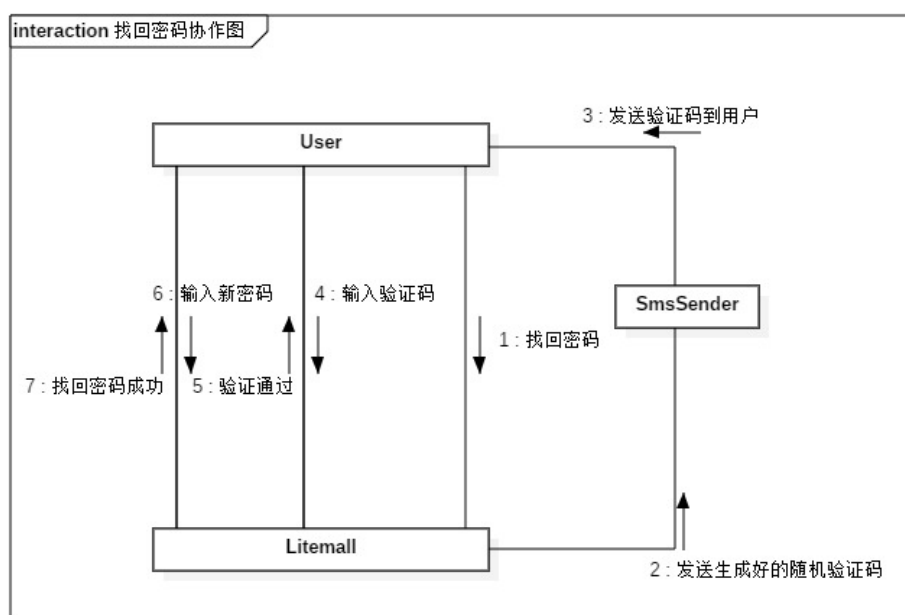 interaction 找回密码协作图
3 : 发送验证码到用户
User
6 : 输入新密码
4 : 输入验证码
SmsSender
1 : 找回密码
7 : 找回密码成功
5 : 验证通过
Litemall
2 : 发送生成好的随机验证码